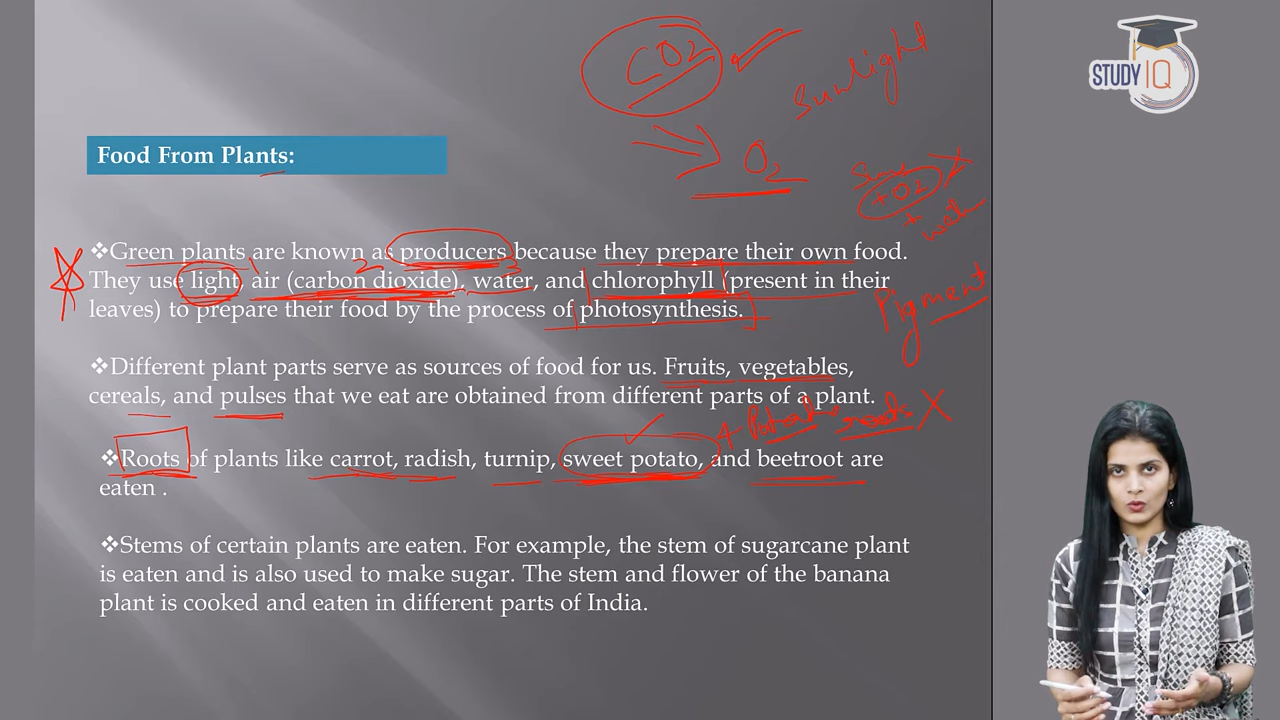 CO2
Sunlight
STUDY IQ
O2
Food From Plants:
+ O2 X
+
❖Green plants are known as producers because they prepare their own food.
1 2 3
They use light, air (carbon dioxide), water, and chlorophyll (present in their
Pigment
leaves) to prepare their food by the process of photosynthesis.
❖Different plant parts serve as sources of food for us. Fruits, vegetables,
cereals, and pulses that we eat are obtained from different parts of a plant.
Potato roots X
❖Roots of plants like carrot, radish, turnip, sweet potato, and beetroot are
eaten .
❖Stems of certain plants are eaten. For example, the stem of sugarcane plant
is eaten and is also used to make sugar. The stem and flower of the banana
plant is cooked and eaten in different parts of India.